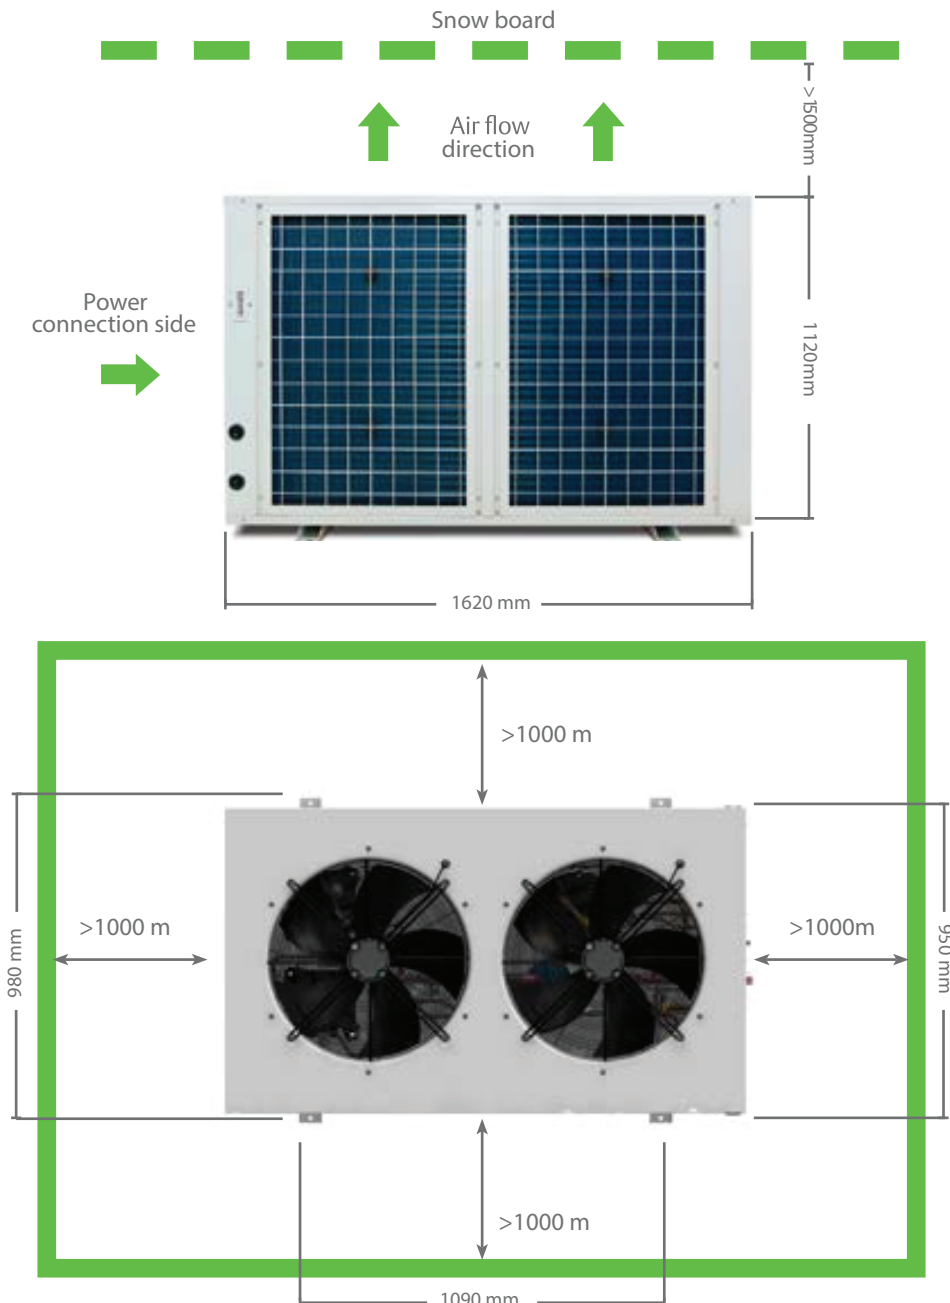 Snow board
>1500mm
Air flow
direction
Power
connection side
1120mm
1620 mm
>1000 m
980 mm
>1000 m
>1000m
950 mm
>1000 m
1090 mm